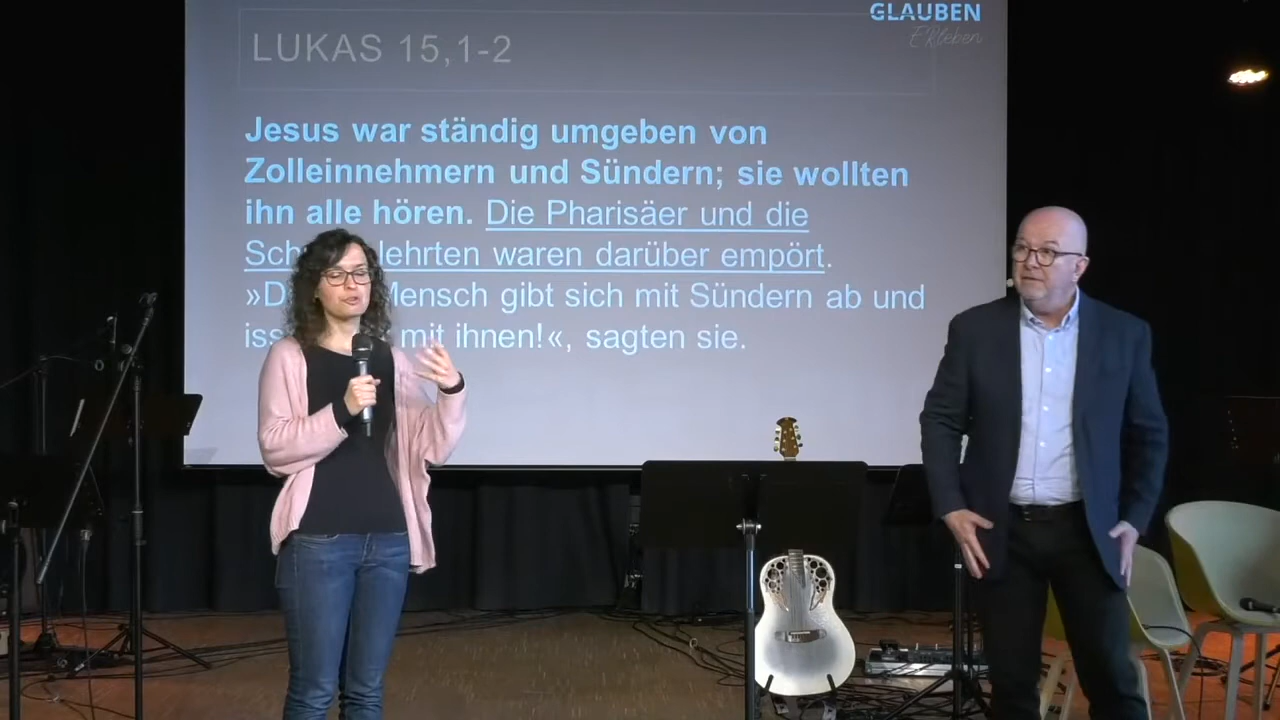 GLAUBEN
ERleben
LUKAS 15,1-2
Jesus war ständig umgeben von
Zolleinnehmern und Sündern; sie wollten
ihn alle hören. Die Pharisäer und die
waren darüber empört.
Mensch gibt sich mit Sündern ab und
mit ihnen!«, sagten sie.